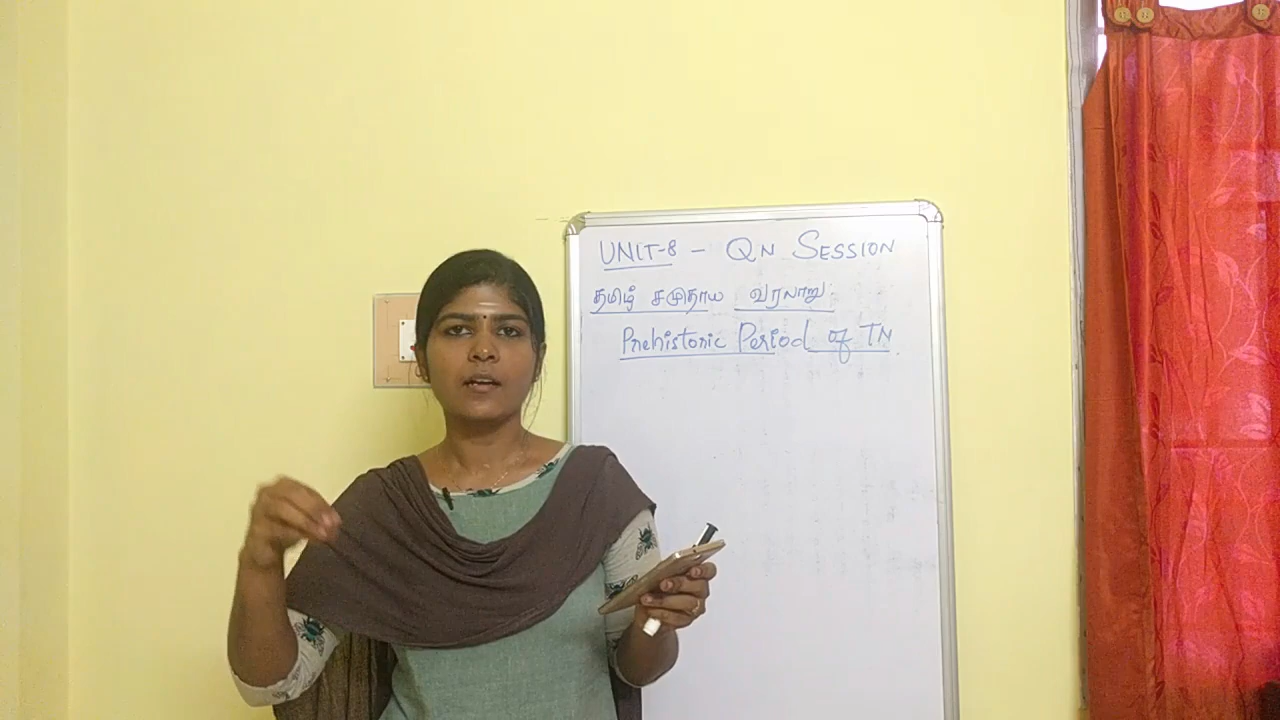 UNIT-8 - QN SESSION
தமிழ் சமுதாய வரலாறு
Prehistoric Period of TN